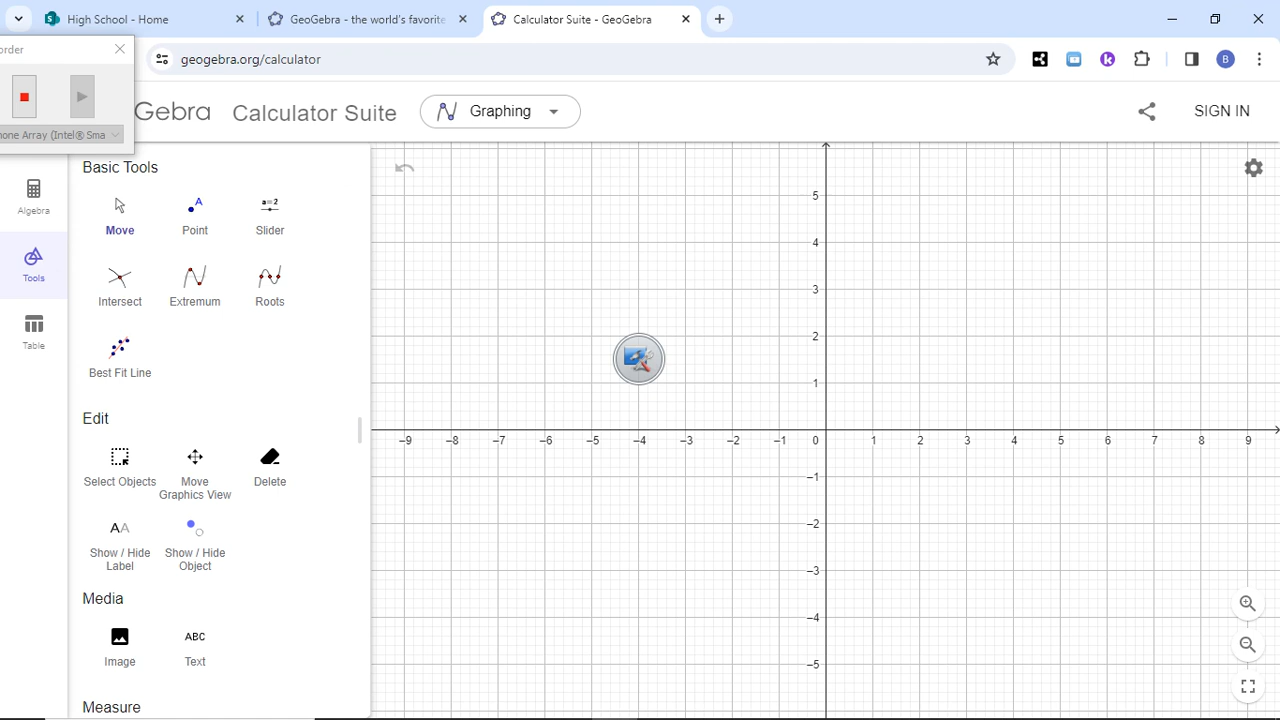 High School - Home
GeoGebra - the world's favorite
Calculator Suite - GeoGebra
order
geogebra.org/calculator
B
hone Array (Intel® Sma
Gebra Calculator Suite
Graphing
SIGN IN
Algebra
Tools
Table
Basic Tools
Move
A
Point
a=2
Slider
Intersect
Extremum
Roots
Best Fit Line
Edit
Select Objects
Move
Graphics View
Delete
AA
Show / Hide
Label
Show / Hide
Object
Media
Image
ABC
Text
Measure
5
4
3
2
1
–9 –8 –7 –6 –5 –4 –3 –2 –1 0 1 2 3 4 5 6 7 8 9
–1
–2
–3
–4
–5